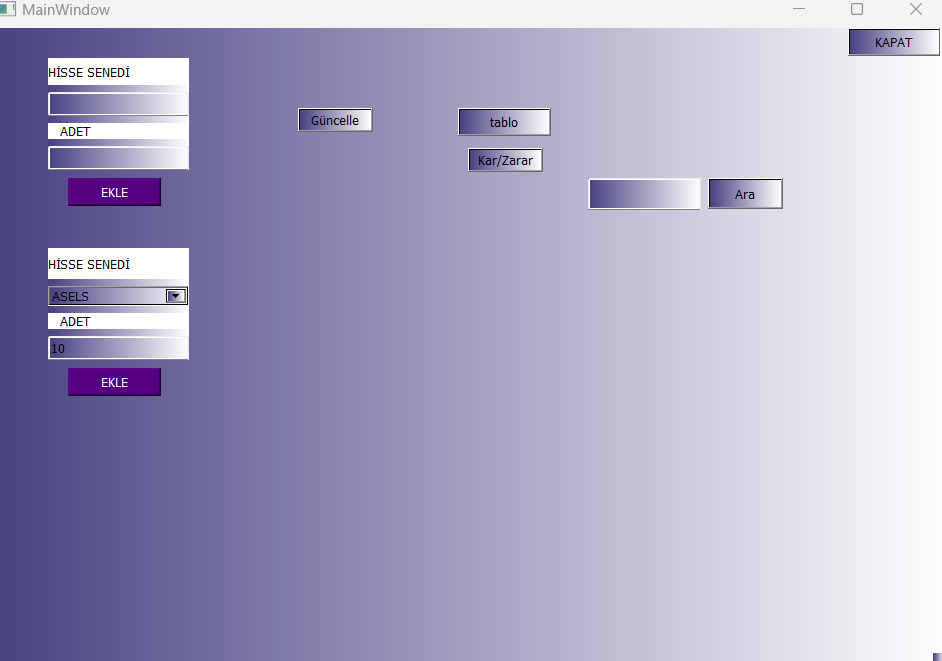 MainWindow
KAPAT
HİSSE SENEDİ
ADET
EKLE
Güncelle
tablo
Kar/Zarar
Ara
HİSSE SENEDİ
ASELS
ADET
10
EKLE